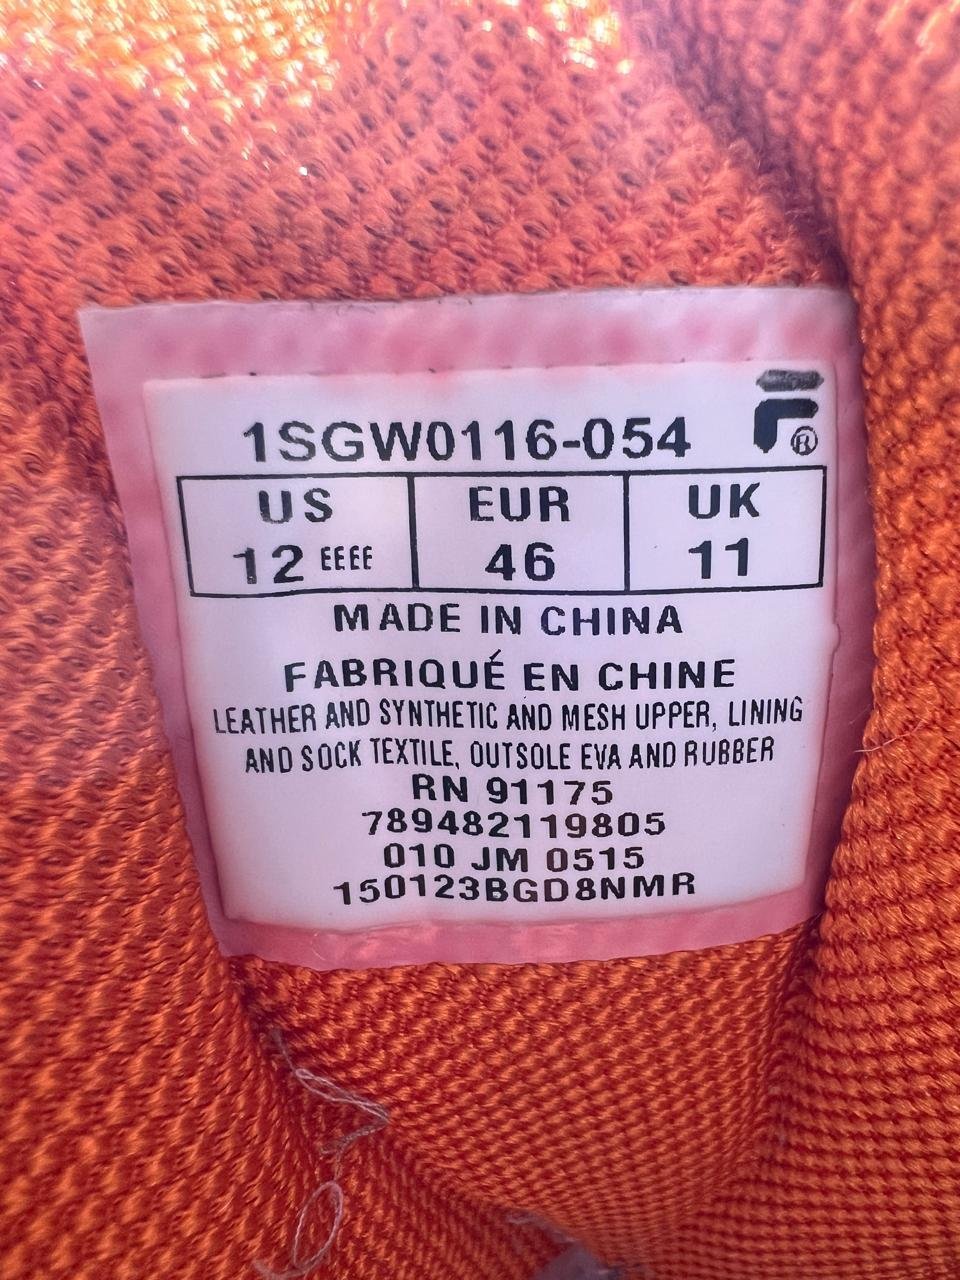 1SGW0116-054
US EUR UK
12 EEEE 46 11
MADE IN CHINA
FABRIQUÉ EN CHINE
LEATHER AND SYNTHETIC AND MESH UPPER, LINING
AND SOCK TEXTILE, OUTSOLE EVA AND RUBBER
RN 91175
789482119805
010 JM 0515
150123BGD8NMR